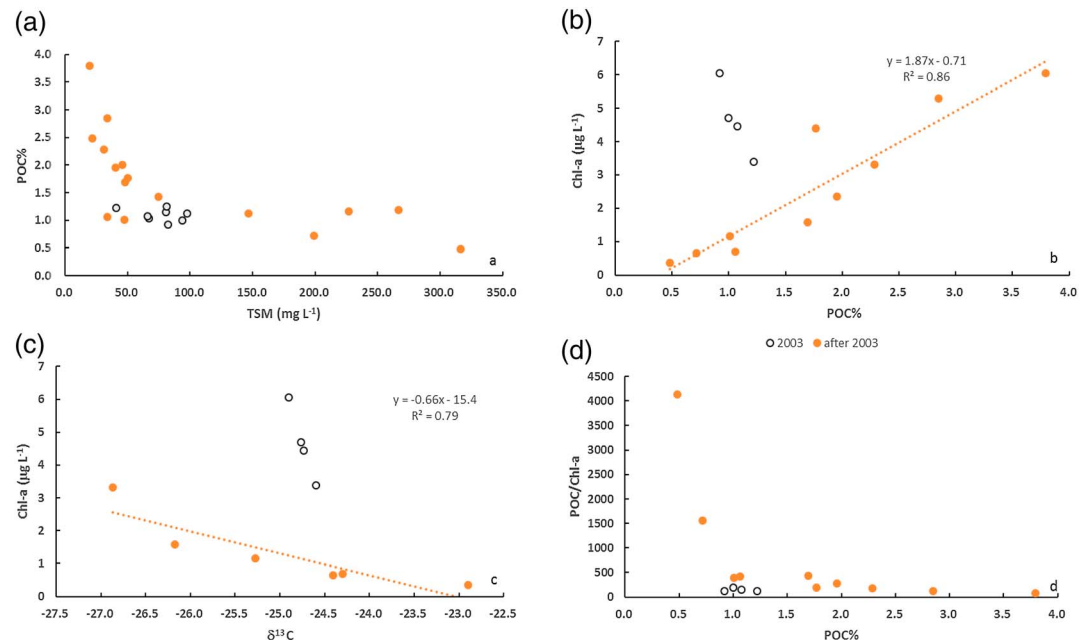 (a)
4.0
3.5
3.0
2.5
2.0
1.5
1.0
0.5
0.0
POC%
0.0 50.0 100.0 150.0 200.0 250.0 300.0 350.0
TSM (mg L⁻¹)
a
(b)
7
6
5
4
3
2
1
0
Chl-a (µg L⁻¹)
y = 1.87x - 0.71
R² = 0.86
0.0 0.5 1.0 1.5 2.0 2.5 3.0 3.5 4.0
POC%
b
(c)
7
6
5
4
3
2
1
0
Chl-a (µg L⁻¹)
y = -0.66x - 15.4
R² = 0.79
-27.5 -27.0 -26.5 -26.0 -25.5 -25.0 -24.5 -24.0 -23.5 -23.0 -22.5
δ¹³C
c
2003 after 2003
(d)
4500
4000
3500
3000
2500
2000
1500
1000
500
0
POC/Chl-a
0.0 0.5 1.0 1.5 2.0 2.5 3.0 3.5 4.0
POC%
d